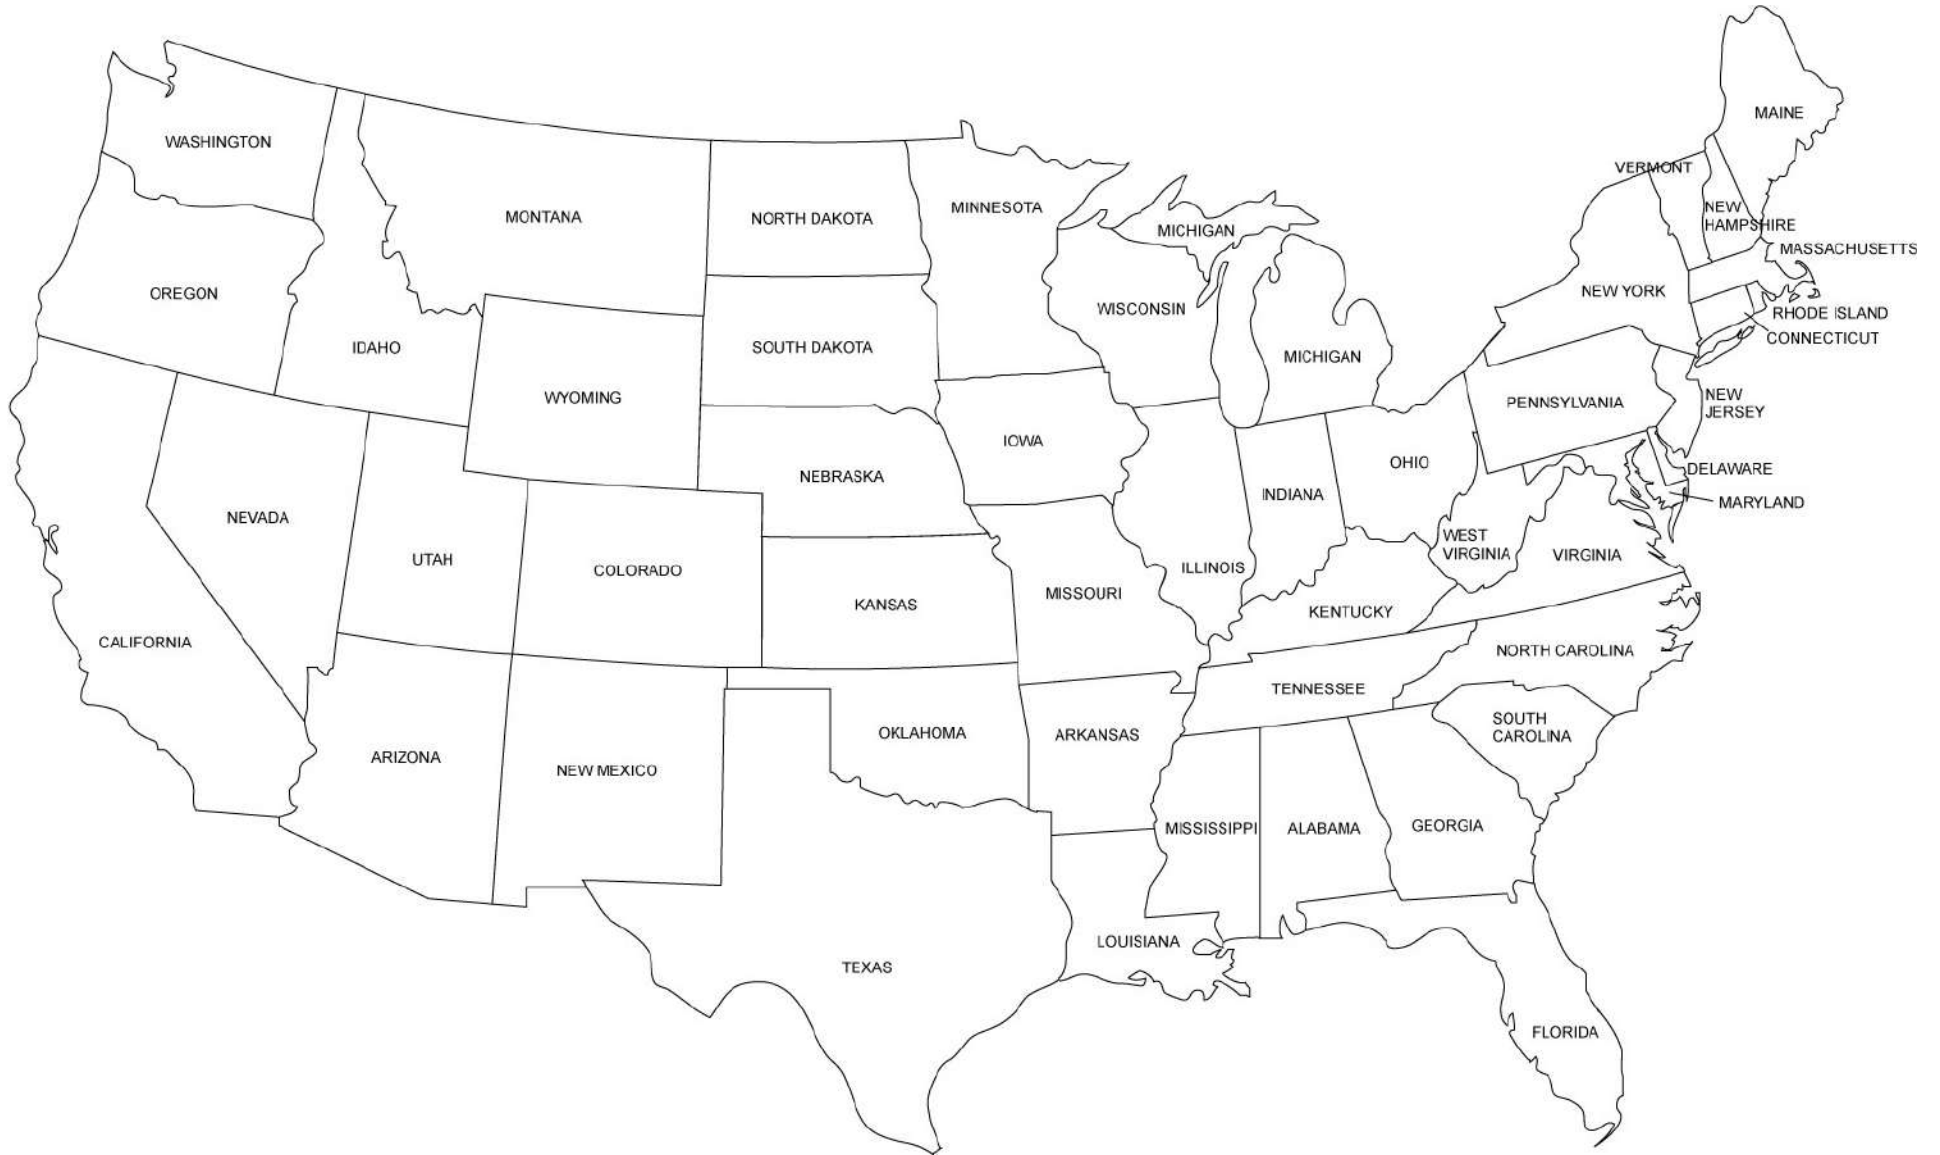 MAINE
WASHINGTON
VERMONT
MONTANA
NORTH DAKOTA
MINNESOTA
NEW
HAMPSHIRE
MICHIGAN
MASSACHUSETTS
OREGON
NEW YORK
WISCONSIN
RHODE ISLAND
CONNECTICUT
IDAHO
SOUTH DAKOTA
MICHIGAN
WYOMING
PENNSYLVANIA
NEW
JERSEY
IOWA
OHIO
DELAWARE
NEBRASKA
INDIANA
MARYLAND
NEVADA
WEST
VIRGINIA
VIRGINIA
UTAH
COLORADO
ILLINOIS
MISSOURI
KANSAS
KENTUCKY
CALIFORNIA
NORTH CAROLINA
TENNESSEE
SOUTH
CAROLINA
OKLAHOMA
ARKANSAS
ARIZONA
NEW MEXICO
MISSISSIPPI
ALABAMA
GEORGIA
LOUISIANA
TEXAS
FLORIDA